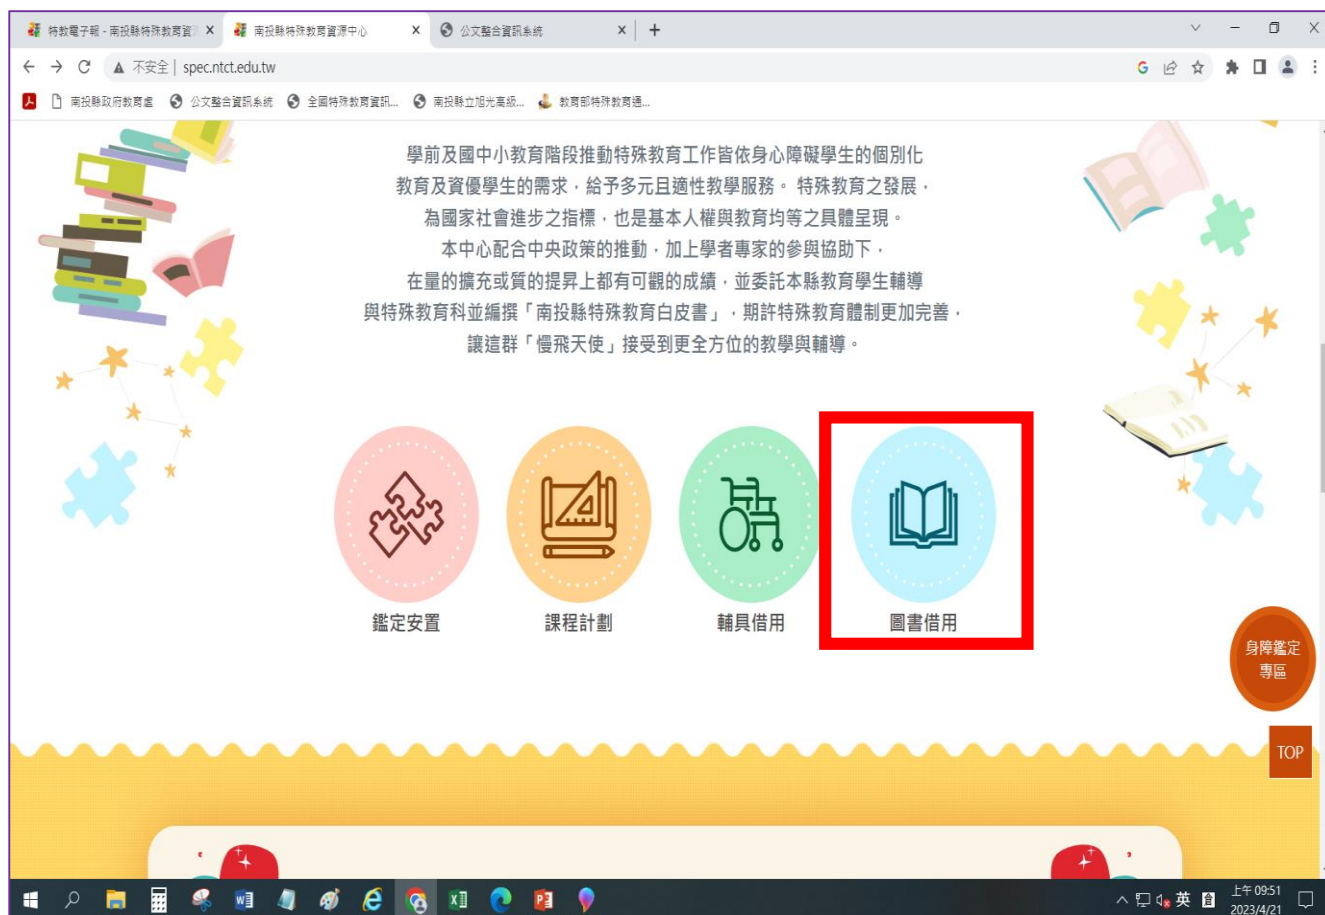 特教電子報 - 南投縣特殊教育資
南投縣特殊教育資源中心
公文整合資訊系統
不安全 | spec.ntct.edu.tw
南投縣政府教育處
公文整合資訊系統
全國特殊教育資訊...
南投縣立旭光高級...
教育部特殊教育通...
學前及國中小教育階段推動特殊教育工作皆依身心障礙學生的個別化
教育及資優學生的需求，給予多元且適性教學服務。 特殊教育之發展，
為國家社會進步之指標，也是基本人權與教育均等之具體呈現。
本中心配合中央政策的推動，加上學者專家的參與協助下，
在量的擴充或質的提昇上都有可觀的成績，並委託本縣教育學生輔導
與特殊教育科並編撰「南投縣特殊教育白皮書」，期許特殊教育體制更加完善，
讓這群「慢飛天使」接受到更全方位的教學與輔導。
鑑定安置
課程計劃
輔具借用
圖書借用
身障鑑定
專區
TOP
英
上午 09:51
2023/4/21